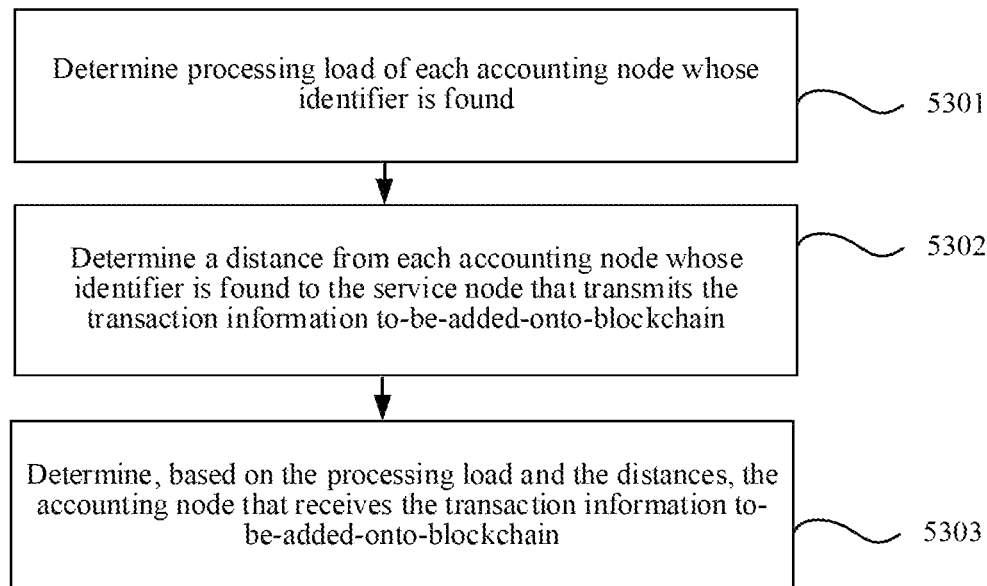 Determine processing load of each accounting node whose
identifier is found
5301
Determine a distance from each accounting node whose
identifier is found to the service node that transmits the
transaction information to-be-added-onto-blockchain
5302
Determine, based on the processing load and the distances, the
accounting node that receives the transaction information to-
be-added-onto-blockchain
5303